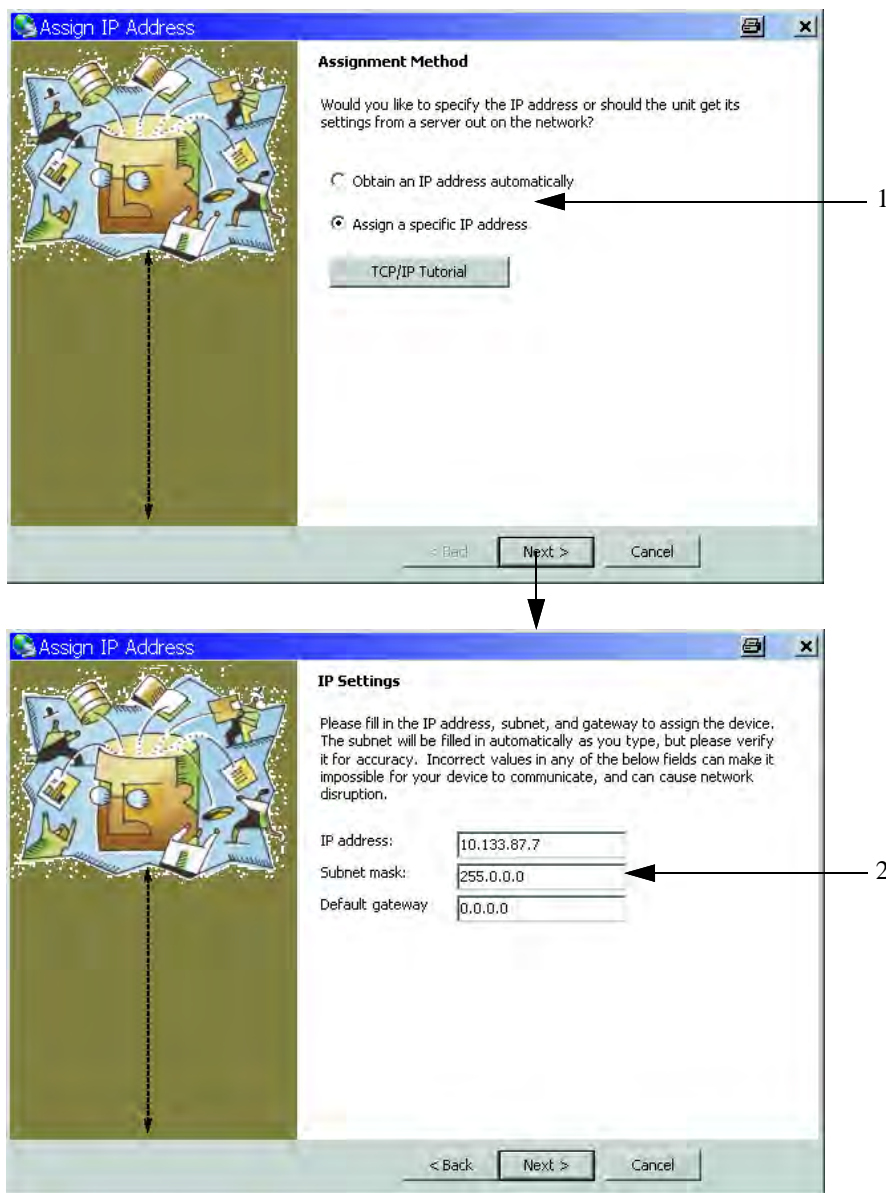 Assign IP Address
Assignment Method
Would you like to specify the IP address or should the unit get its
settings from a server out on the network?
Obtain an IP address automatically
1
Assign a specific IP address
TCP/IP Tutorial
< Back
Next >
Cancel
Assign IP Address
IP Settings
Please fill in the IP address, subnet, and gateway to assign the device.
The subnet will be filled in automatically as you type, but please verify
it for accuracy. Incorrect values in any of the below fields can make it
impossible for your device to communicate, and can cause network
disruption.
IP address: 10.133.87.7
Subnet mask: 255.0.0.0
2
Default gateway 0.0.0.0
< Back
Next >
Cancel